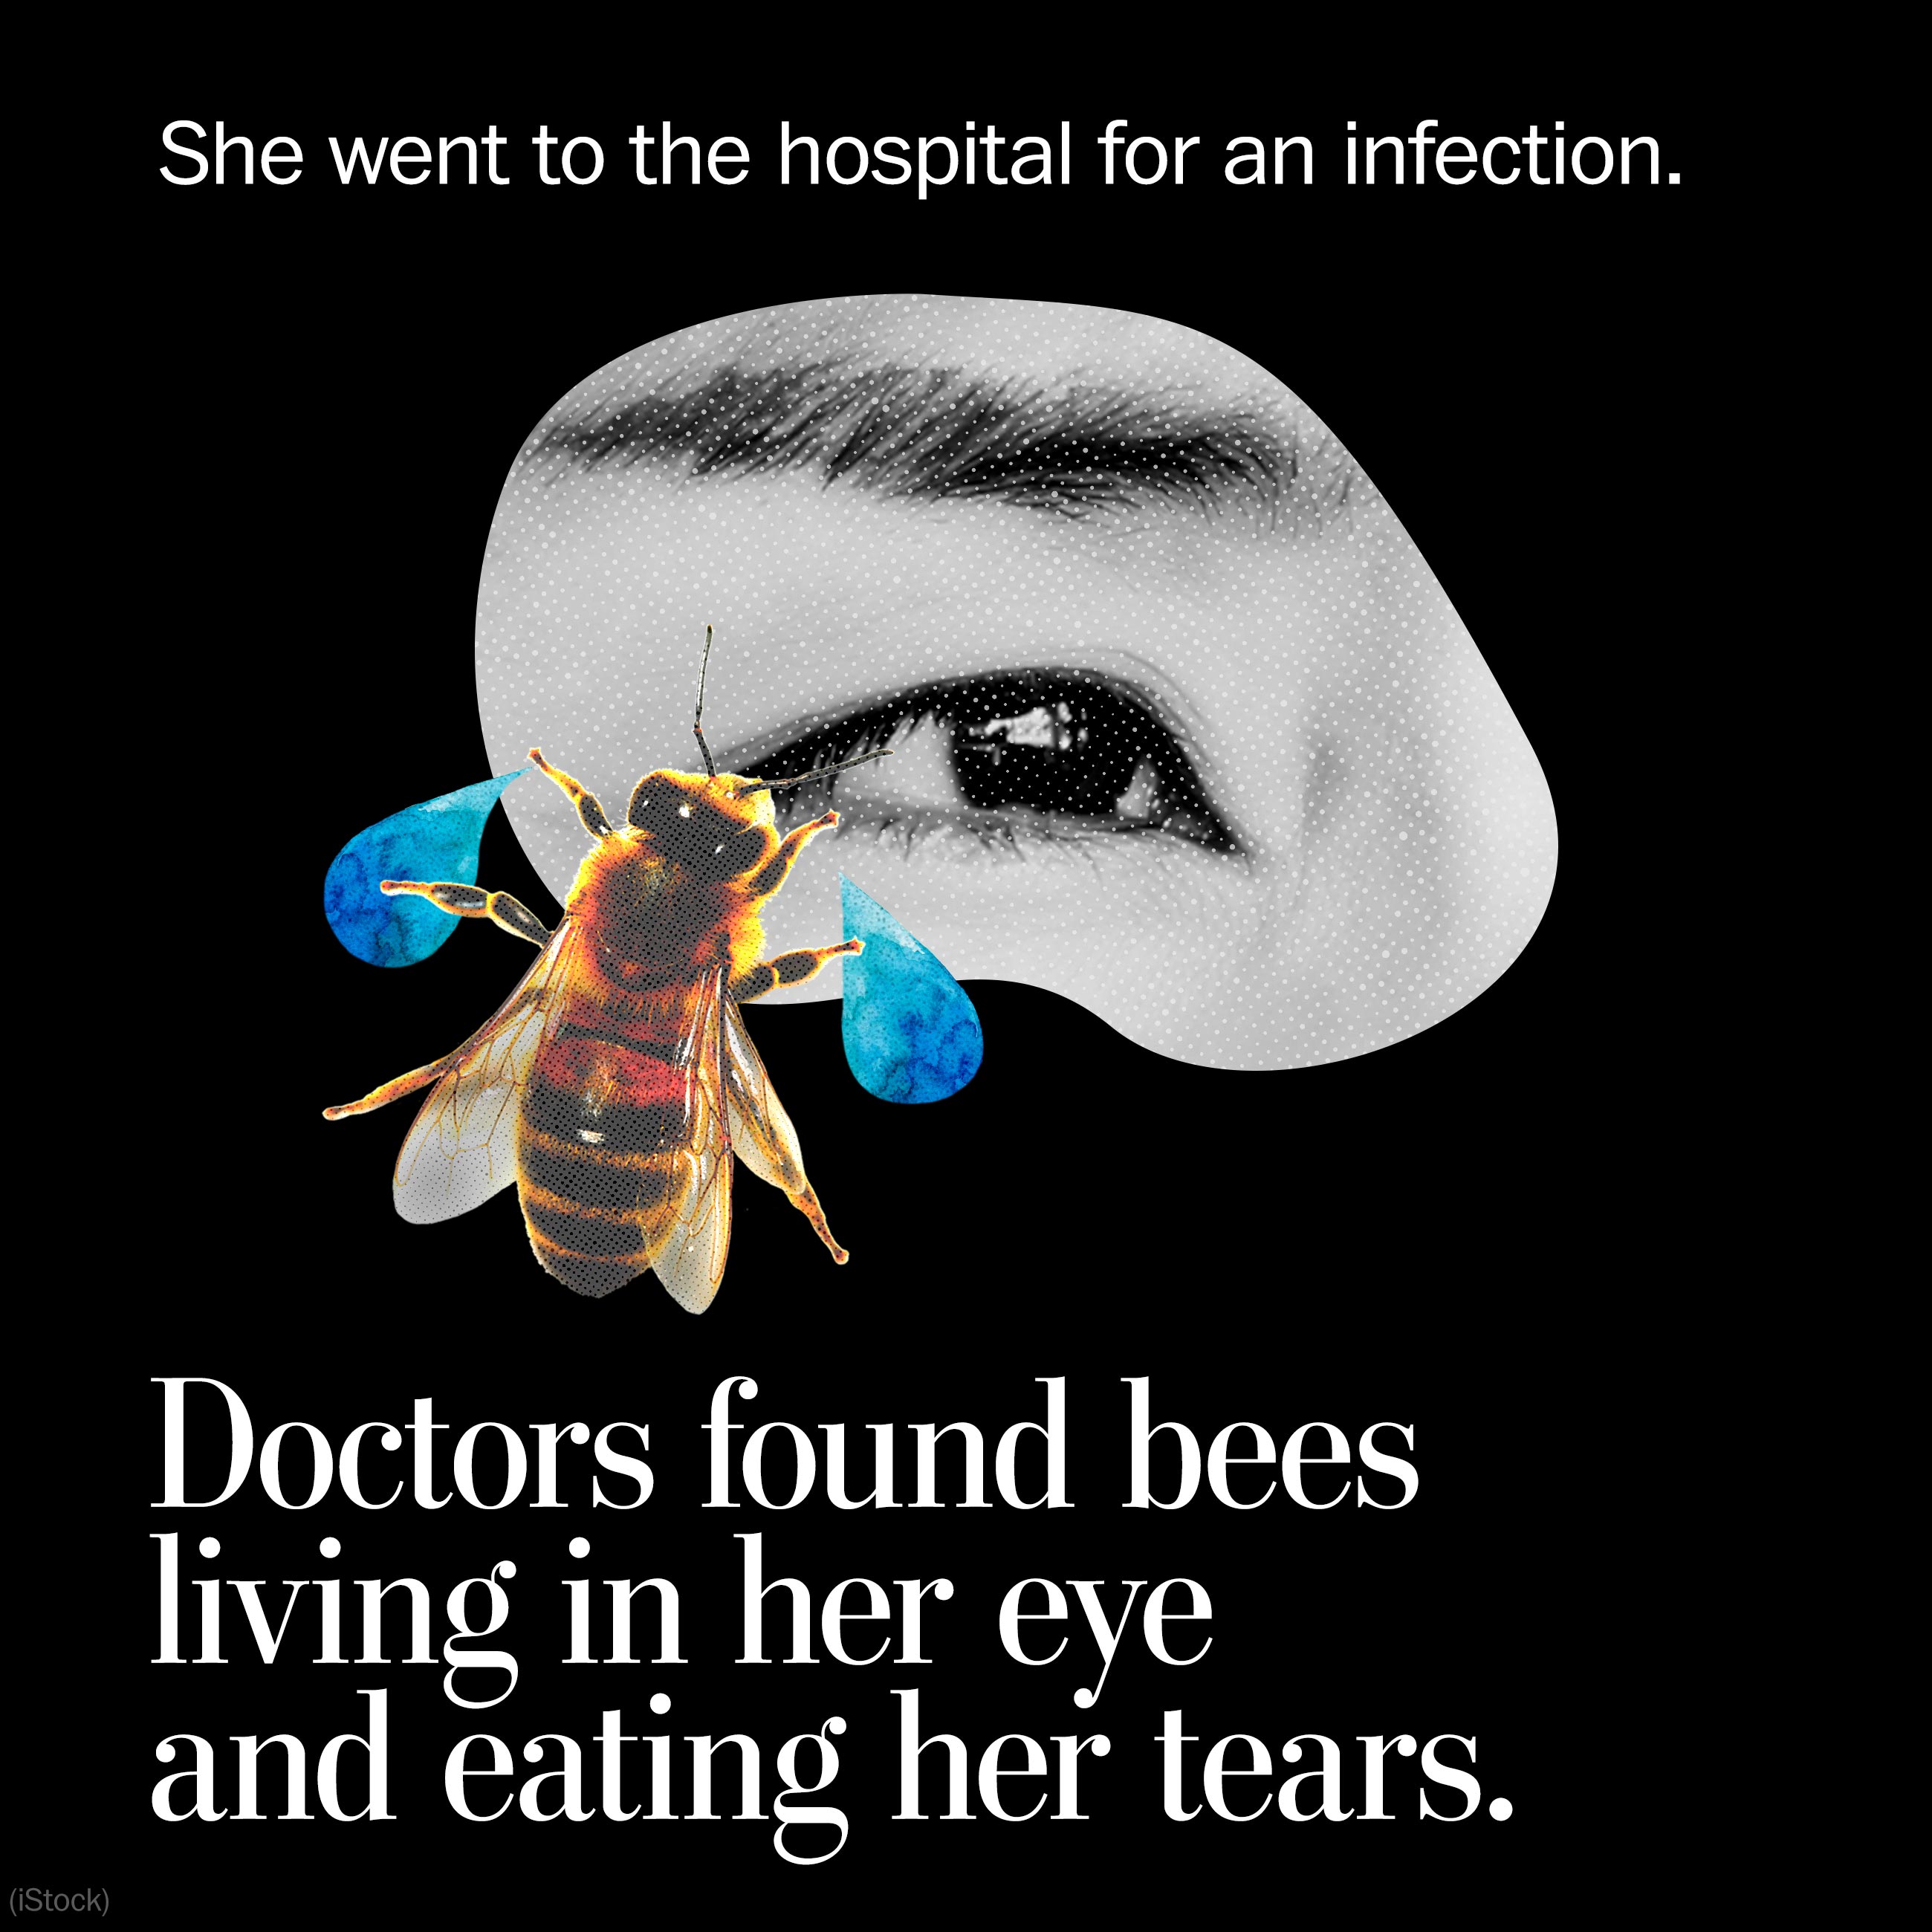 She went to the hospital for an infection.
Doctors found bees
living in her eye
and eating her tears.
(iStock)